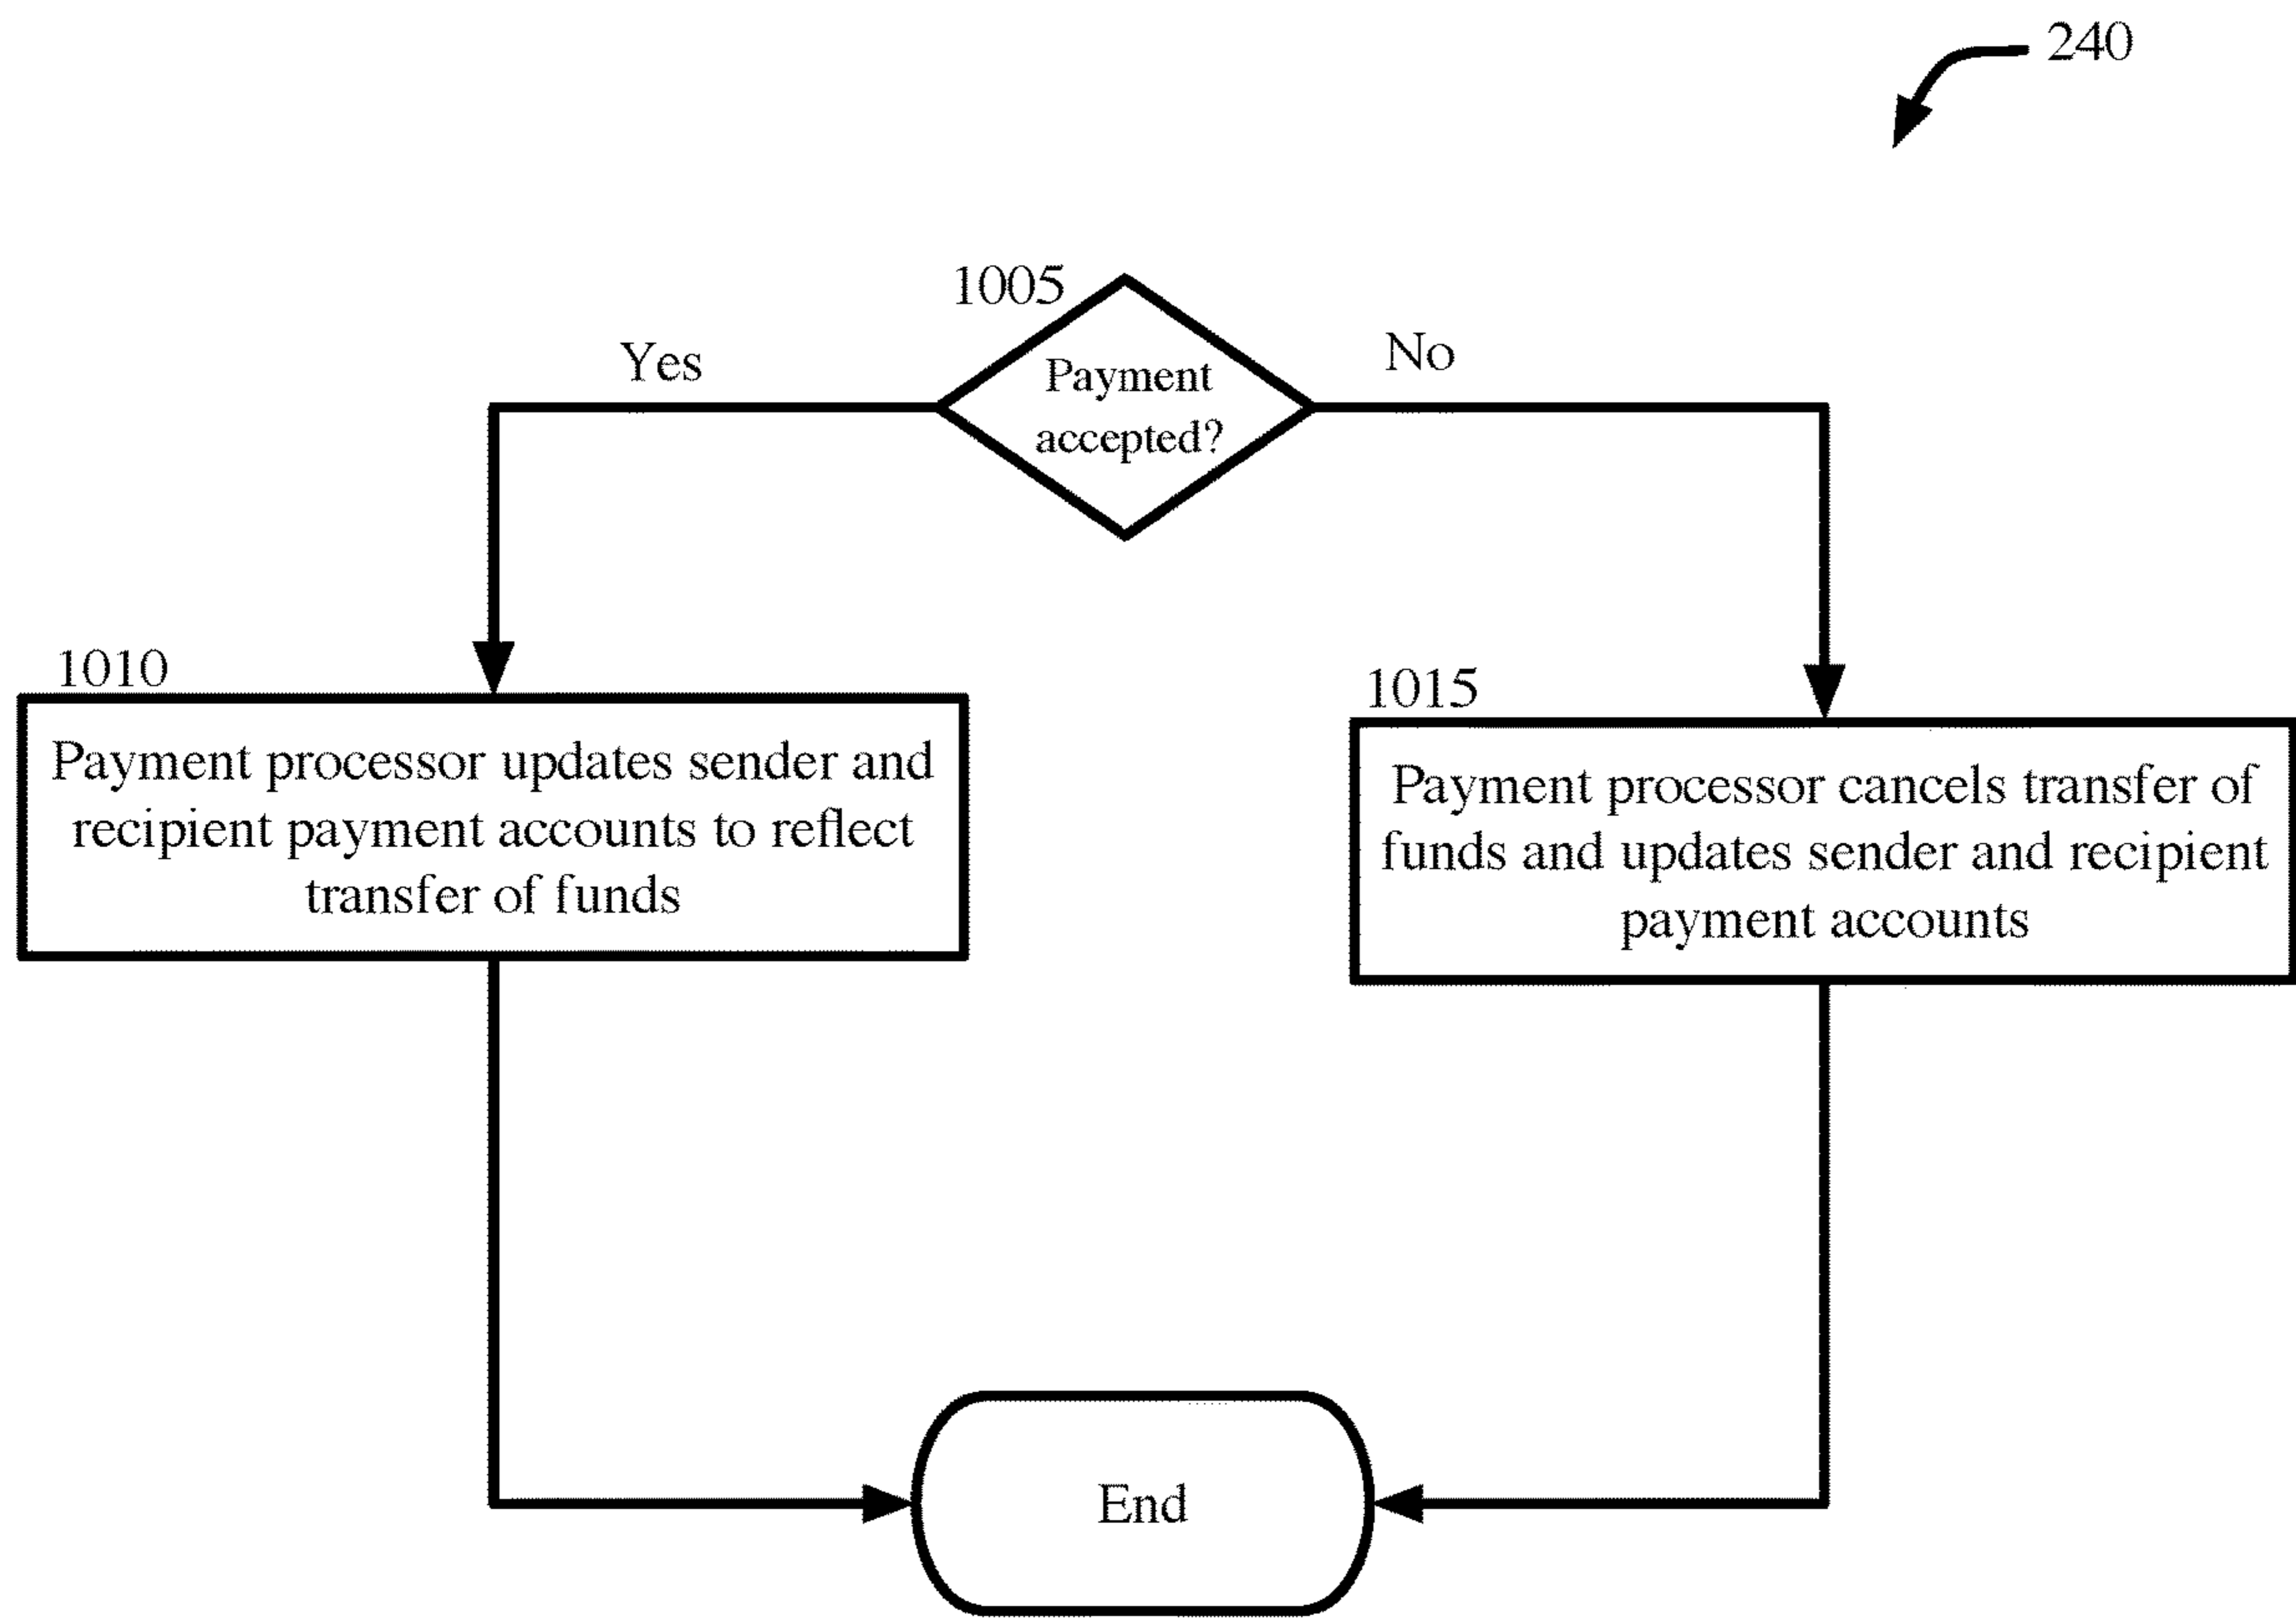 240
1005
Yes
No
Payment
accepted?
1010
Payment processor updates sender and
recipient payment accounts to reflect
transfer of funds
1015
Payment processor cancels transfer of
funds and updates sender and recipient
payment accounts
End